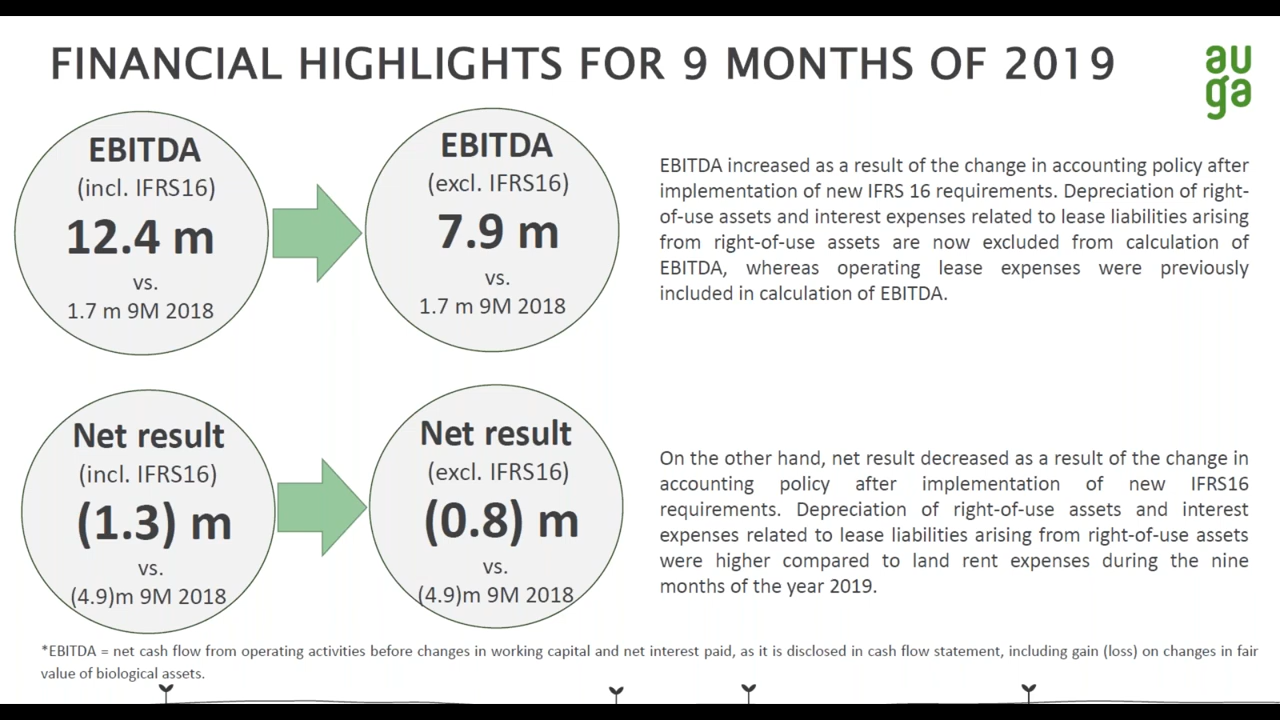 FINANCIAL HIGHLIGHTS FOR 9 MONTHS OF 2019
au
ga
EBITDA
(incl. IFRS16)
12.4 m
vs.
1.7 m 9M 2018
EBITDA
(excl. IFRS16)
7.9 m
vs.
1.7 m 9M 2018
EBITDA increased as a result of the change in accounting policy after
implementation of new IFRS 16 requirements. Depreciation of right-
of-use assets and interest expenses related to lease liabilities arising
from right-of-use assets are now excluded from calculation of
EBITDA, whereas operating lease expenses were previously
included in calculation of EBITDA.
Net result
(incl. IFRS16)
(1.3) m
vs.
(4.9)m 9M 2018
Net result
(excl. IFRS16)
(0.8) m
vs.
(4.9)m 9M 2018
On the other hand, net result decreased as a result of the change in
accounting policy after implementation of new IFRS16
requirements. Depreciation of right-of-use assets and interest
expenses related to lease liabilities arising from right-of-use assets
were higher compared to land rent expenses during the nine
months of the year 2019.
*EBITDA = net cash flow from operating activities before changes in working capital and net interest paid, as it is disclosed in cash flow statement, including gain (loss) on changes in fair
value of biological assets.